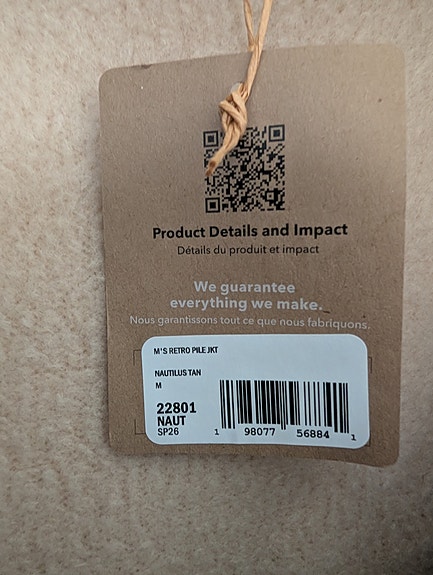 Product Details and Impact
Détails du produit et impact
We guarantee
everything we make.
Nous garantissons tout ce que nous fabriquons.
M'S RETRO PILE JKT
NAUTILUS TAN
M
22801
NAUT
SP26
1 98077 56884 1